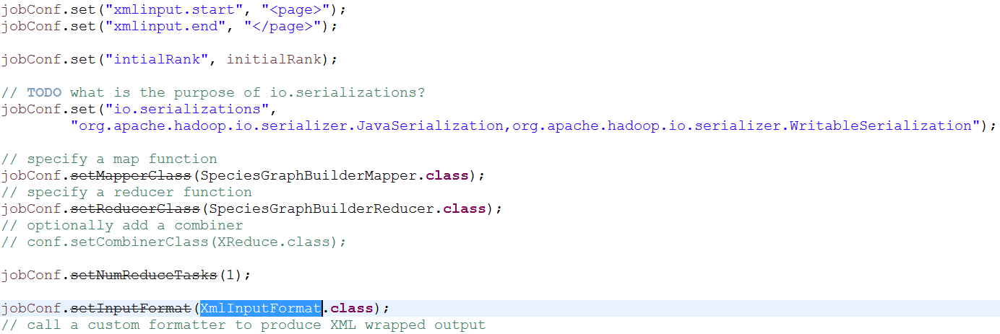 jobConf.set("xmlinput.start", "<page>");
jobConf.set("xmlinput.end", "</page>");
jobConf.set("intialRank", initialRank);
// TODO what is the purpose of io.serializations?
jobConf.set("io.serializations",
"org.apache.hadoop.io.serializer.JavaSerialization,org.apache.hadoop.io.serializer.WritableSerialization");
// specify a map function
jobConf.setMapperClass(SpeciesGraphBuilderMapper.class);
// specify a reducer function
jobConf.setReducerClass(SpeciesGraphBuilderReducer.class);
// optionally add a combiner
// conf.setCombinerClass(XReduce.class);
jobConf.setNumReduceTasks(1);
jobConf.setInputFormat(XmlInputFormat.class);
// call a custom formatter to produce XML wrapped output